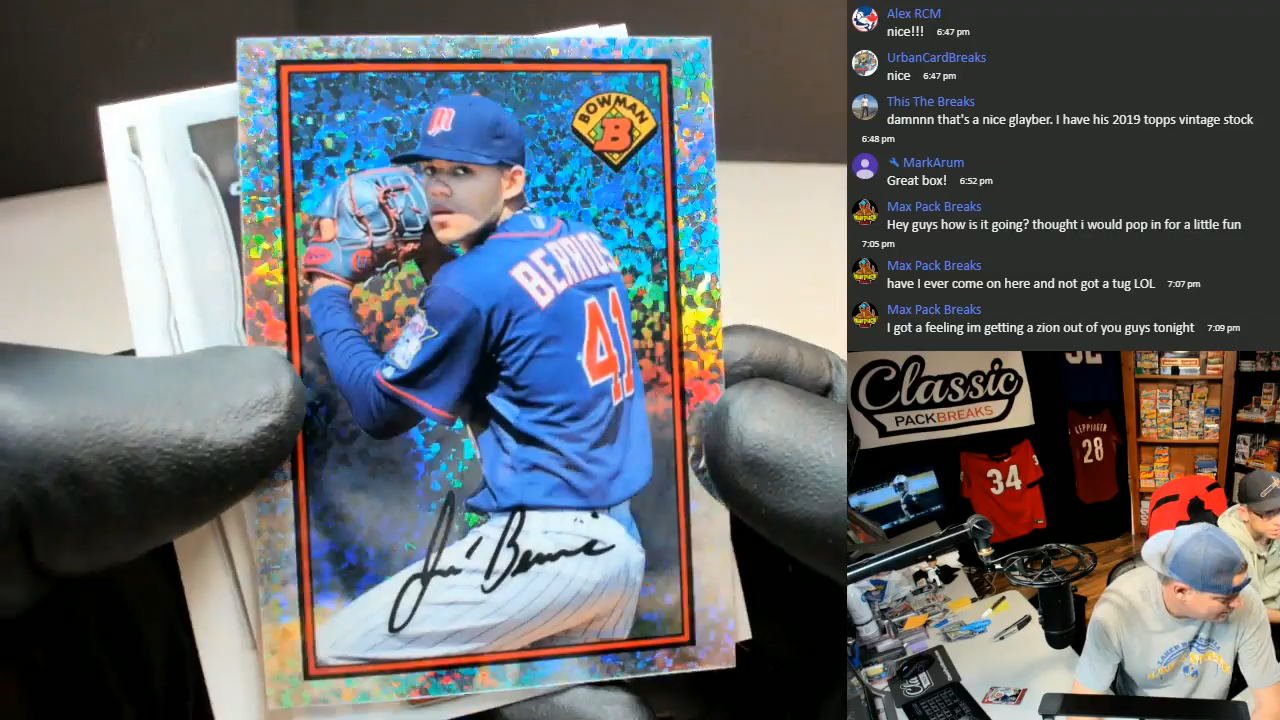 BOWMAN
B
M
BERRIOS
41
José Berríos
Alex RCM
nice!!! 6:47 pm
UrbanCardBreaks
nice 6:47 pm
This The Breaks
damnnn that's a nice glayber. I have his 2019 topps vintage stock
6:48 pm
MarkArum
Great box! 6:52 pm
Max Pack Breaks
Hey guys how is it going? thought i would pop in for a little fun
7:05 pm
Max Pack Breaks
have I ever come on here and not got a tug LOL 7:07 pm
Max Pack Breaks
I got a feeling im getting a zion out of you guys tonight 7:09 pm
Classic
PACKBREAKS
34
LEPPINGER
28
Classic